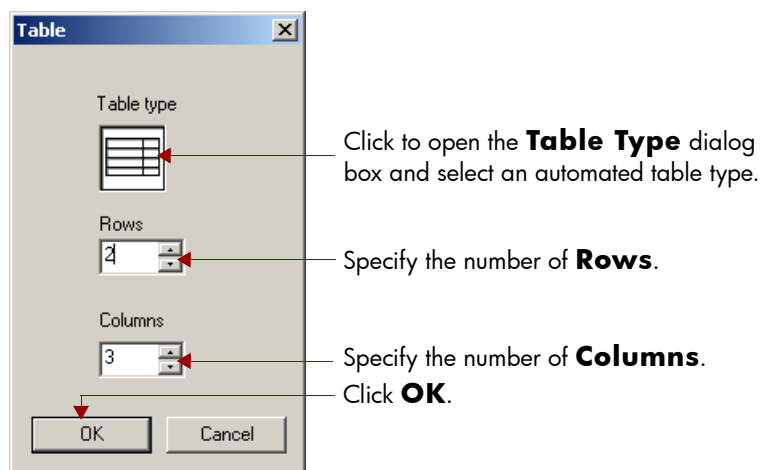 Table
Table type
Click to open the Table Type dialog
box and select an automated table type.
Rows
2
Specify the number of Rows.
Columns
3
Specify the number of Columns.
Click OK.
OK Cancel